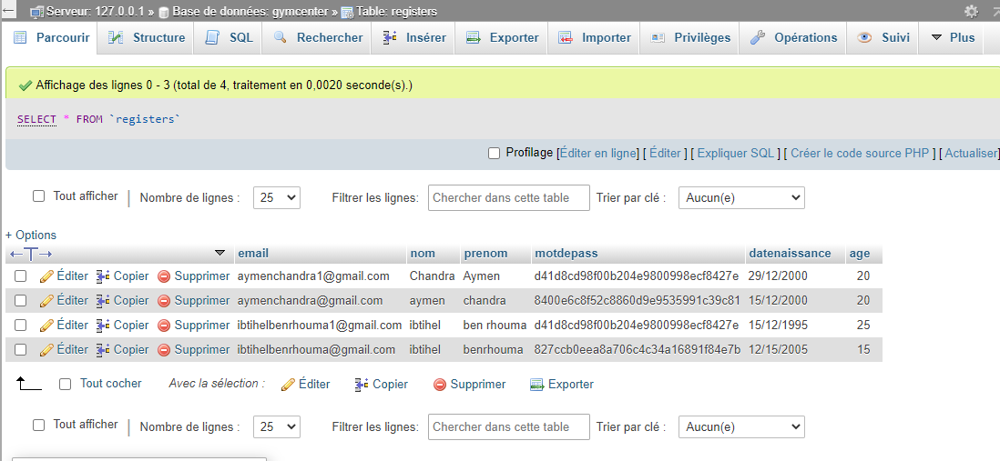 Serveur: 127.0.0.1 » Base de données: gymcenter » Table: registers
Parcourir Structure SQL Rechercher Insérer Exporter Importer Privilèges Opérations Suivi Plus
Affichage des lignes 0 - 3 (total de 4, traitement en 0,0020 seconde(s).)
SELECT * FROM `registers`
Profilage [Éditer en ligne] [ Éditer ] [ Expliquer SQL ] [ Créer le code source PHP ] [ Actualiser]
Tout afficher | Nombre de lignes : 25 Filtrer les lignes: Chercher dans cette table Trier par clé : Aucun(e)
+ Options
email nom prenom motdepass datenaissance age
Éditer Copier Supprimer aymenchandra1@gmail.com Chandra Aymen d41d8cd98f00b204e9800998ecf8427e 29/12/2000 20
Éditer Copier Supprimer aymenchandra@gmail.com aymen chandra 8400e6c8f52c8860d9e9535991c39c81 15/12/2000 20
Éditer Copier Supprimer ibtihelbenrhouma1@gmail.com ibtihel ben rhouma d41d8cd98f00b204e9800998ecf8427e 15/12/1995 25
Éditer Copier Supprimer ibtihelbenrhouma@gmail.com ibtihel benrhouma 827ccb0eea8a706c4c34a16891f84e7b 12/15/2005 15
Tout cocher Avec la sélection : Éditer Copier Supprimer Exporter
Tout afficher | Nombre de lignes : 25 Filtrer les lignes: Chercher dans cette table Trier par clé : Aucun(e)